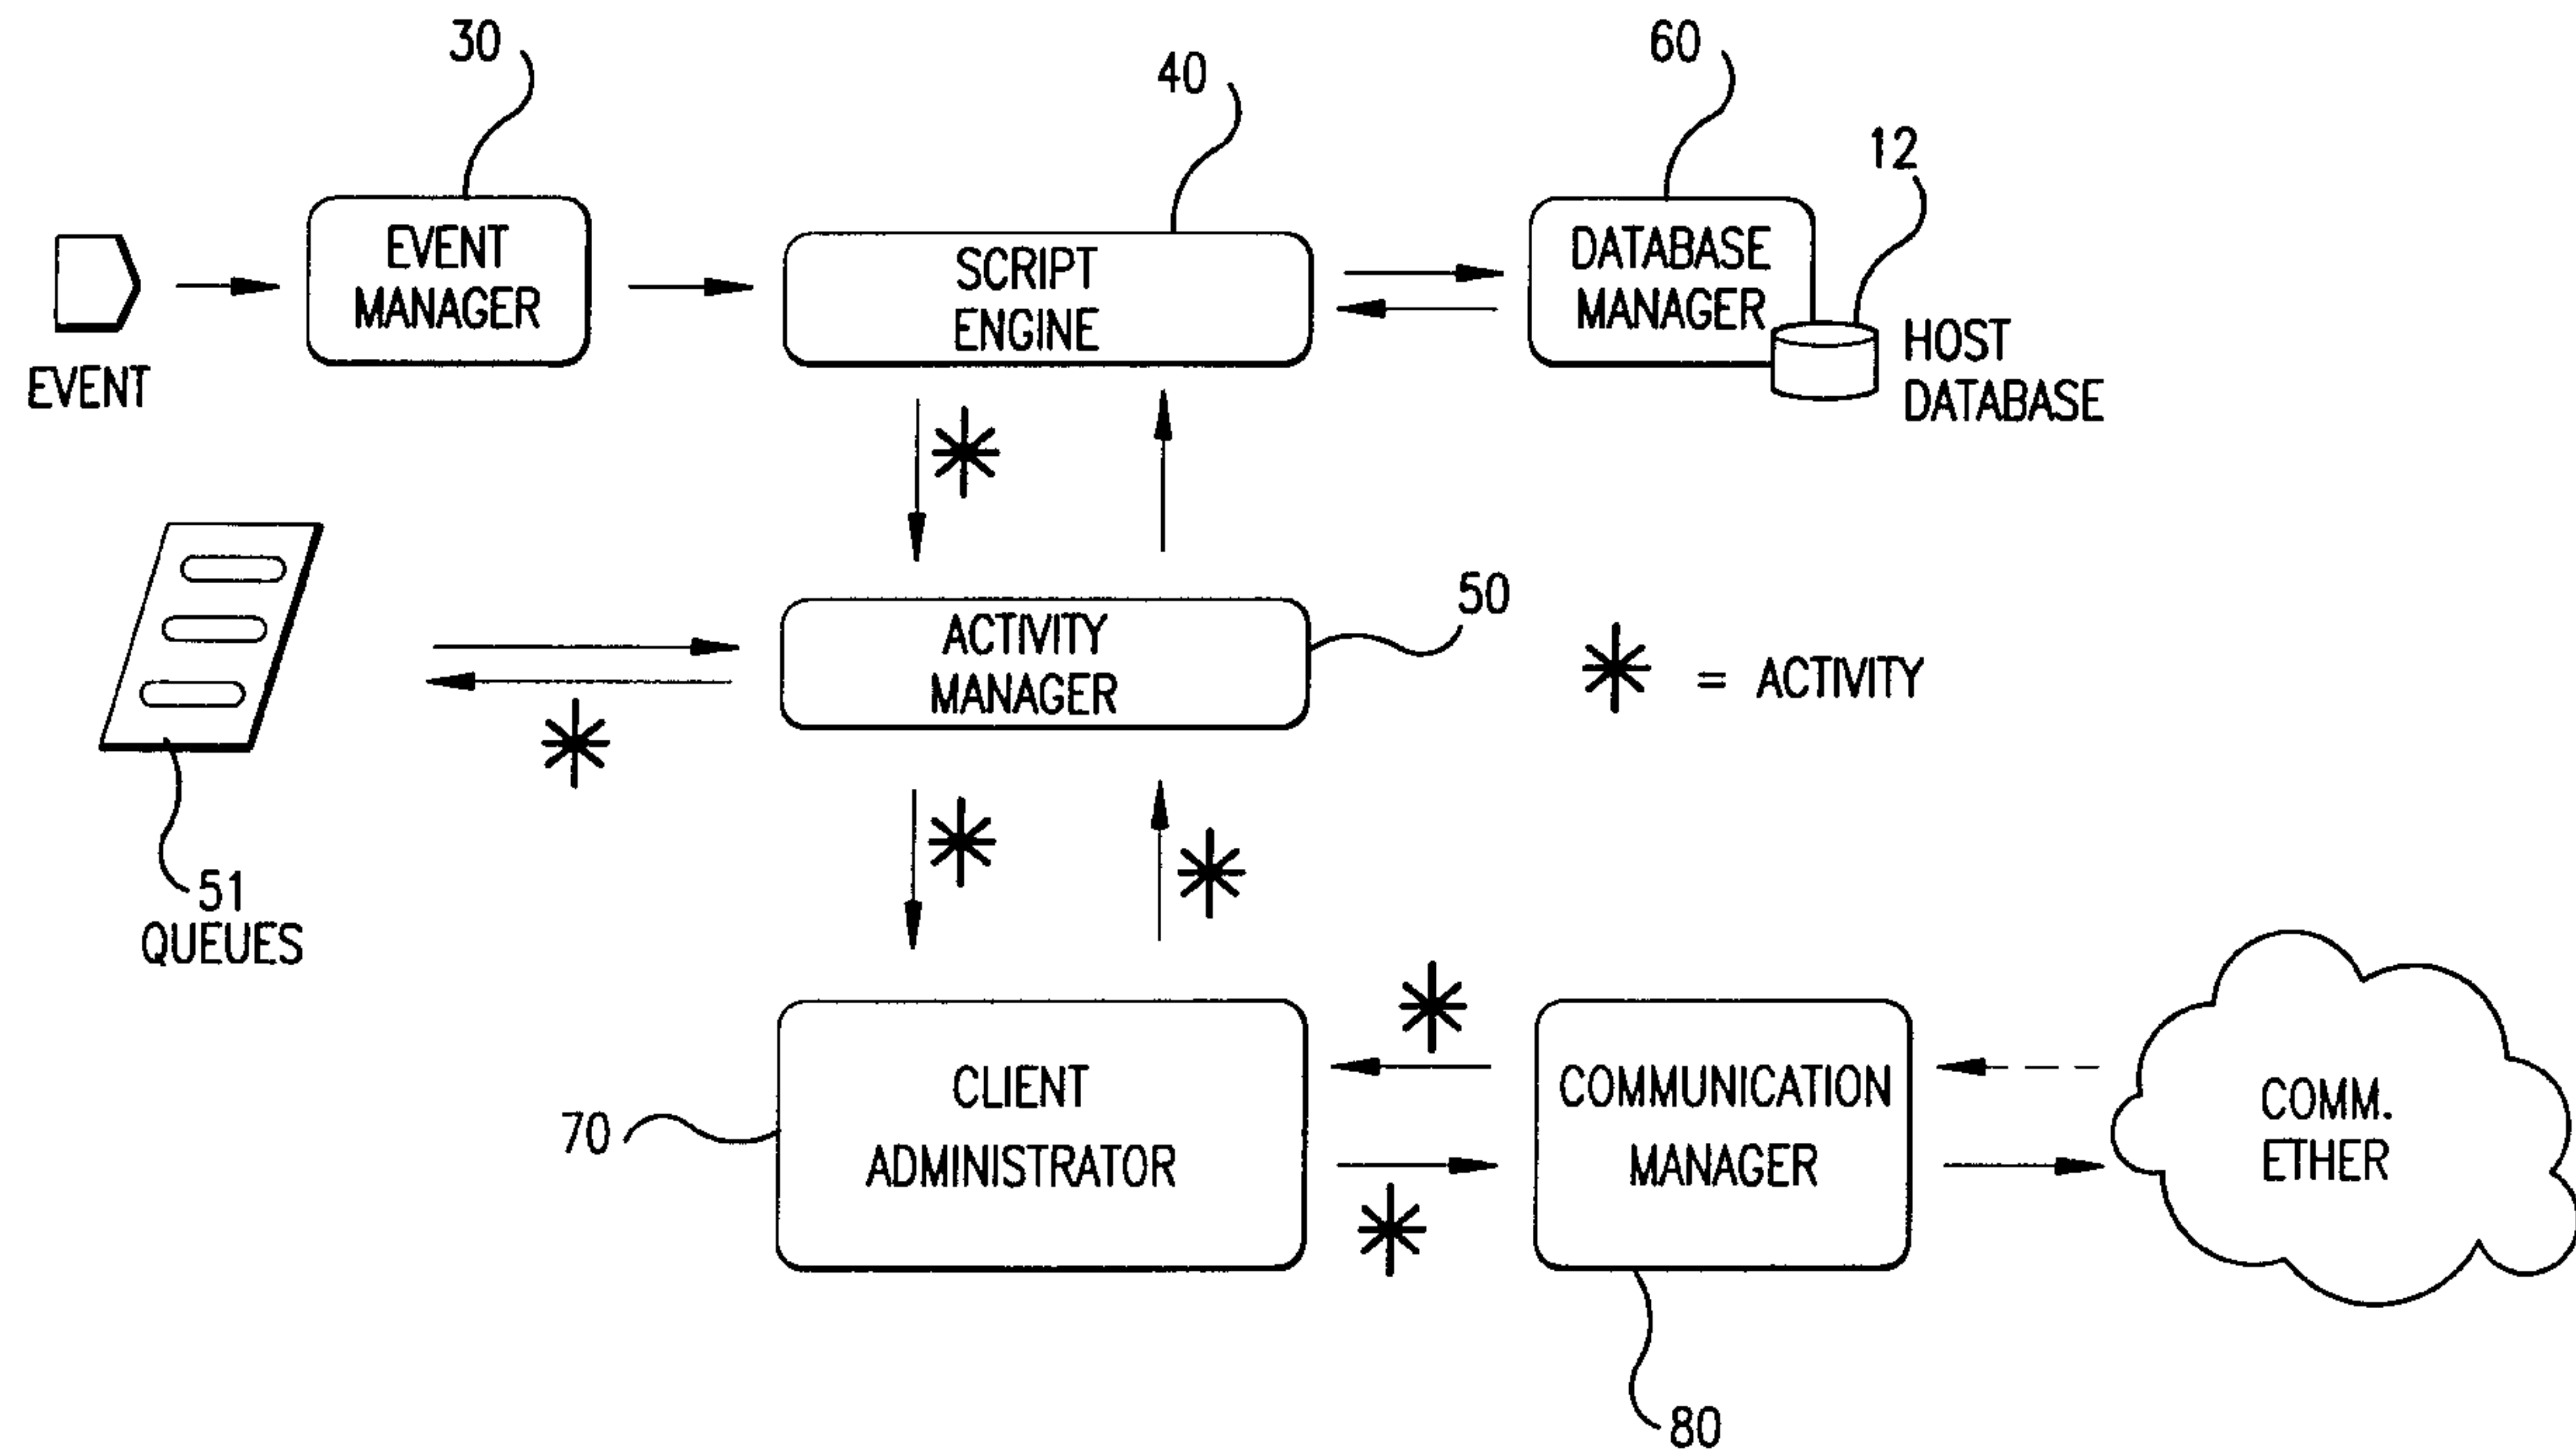 30
40
60
12
EVENT
MANAGER
SCRIPT
ENGINE
DATABASE
MANAGER
HOST
DATABASE
EVENT
ACTIVITY
MANAGER
50
= ACTIVITY
51
QUEUES
CLIENT
ADMINISTRATOR
70
COMMUNICATION
MANAGER
COMM.
ETHER
80